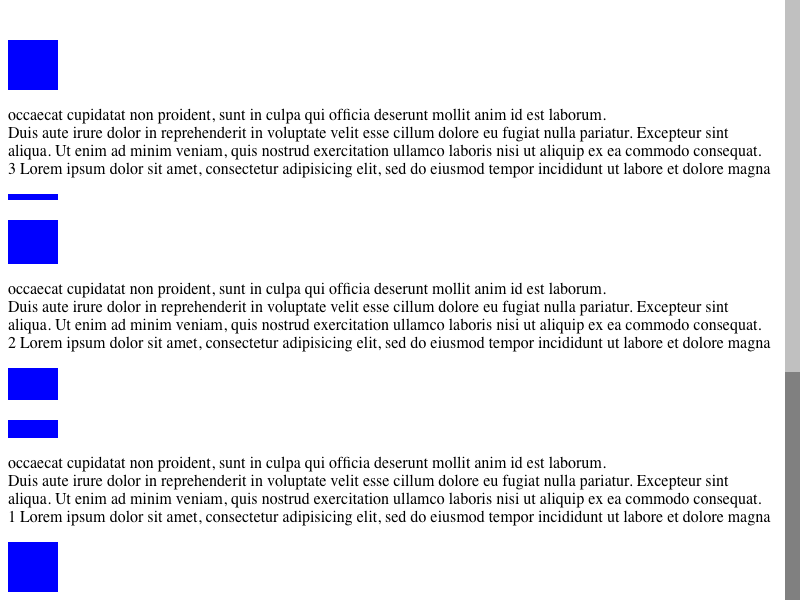 occaecat cupidatat non proident, sunt in culpa qui officia deserunt mollit anim id est laborum.
Duis aute irure dolor in reprehenderit in voluptate velit esse cillum dolore eu fugiat nulla pariatur. Excepteur sint
aliqua. Ut enim ad minim veniam, quis nostrud exercitation ullamco laboris nisi ut aliquip ex ea commodo consequat.
3 Lorem ipsum dolor sit amet, consectetur adipisicing elit, sed do eiusmod tempor incididunt ut labore et dolore magna
occaecat cupidatat non proident, sunt in culpa qui officia deserunt mollit anim id est laborum.
Duis aute irure dolor in reprehenderit in voluptate velit esse cillum dolore eu fugiat nulla pariatur. Excepteur sint
aliqua. Ut enim ad minim veniam, quis nostrud exercitation ullamco laboris nisi ut aliquip ex ea commodo consequat.
2 Lorem ipsum dolor sit amet, consectetur adipisicing elit, sed do eiusmod tempor incididunt ut labore et dolore magna
occaecat cupidatat non proident, sunt in culpa qui officia deserunt mollit anim id est laborum.
Duis aute irure dolor in reprehenderit in voluptate velit esse cillum dolore eu fugiat nulla pariatur. Excepteur sint
aliqua. Ut enim ad minim veniam, quis nostrud exercitation ullamco laboris nisi ut aliquip ex ea commodo consequat.
1 Lorem ipsum dolor sit amet, consectetur adipisicing elit, sed do eiusmod tempor incididunt ut labore et dolore magna